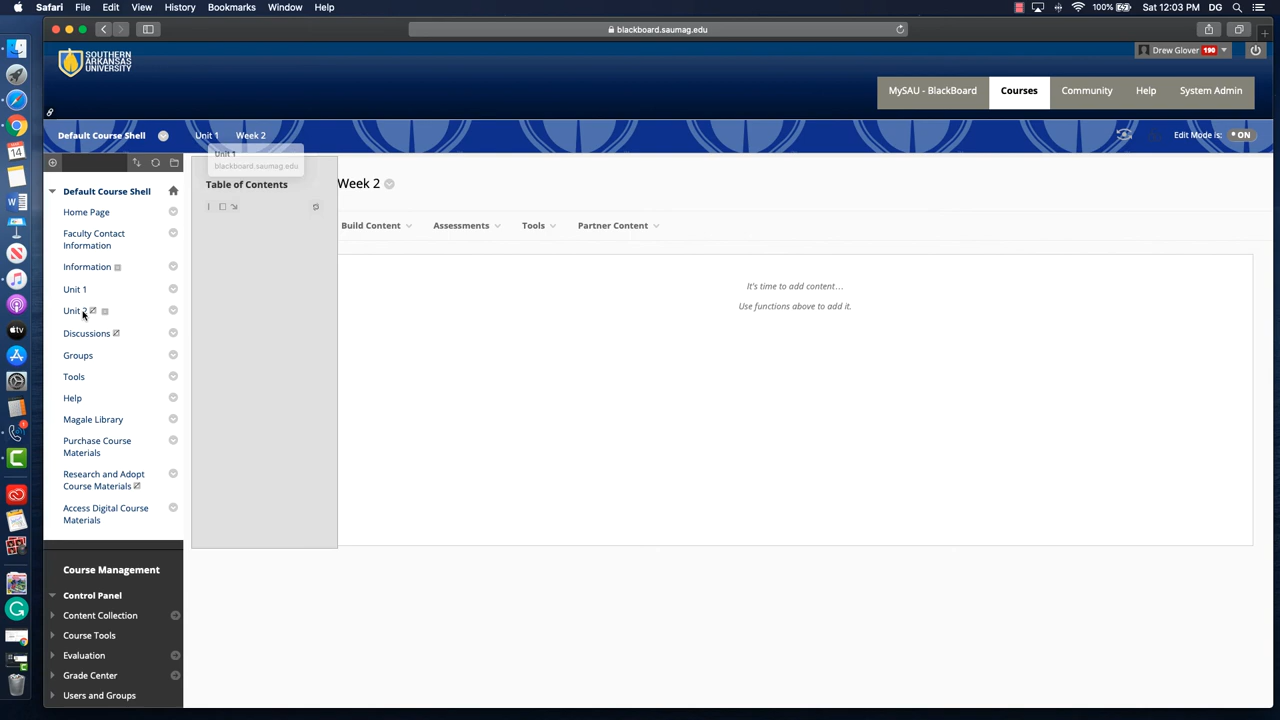 Safari File Edit View History Bookmarks Window Help
100% Sat 12:03 PM DG
blackboard.saumag.edu
SOUTHERN
ARKANSAS
UNIVERSITY
Drew Glover 190
MySAU - BlackBoard Courses Community Help System Admin
Default Course Shell Unit 1 Week 2 Edit Mode is: ON
Unit 1
blackboard.saumag.edu
Table of Contents
Week 2
Build Content Assessments Tools Partner Content
It's time to add content…
Use functions above to add it.
Default Course Shell
Home Page
Faculty Contact
Information
Information
Unit 1
Unit 2
Discussions
Groups
Tools
Help
Magale Library
Purchase Course
Materials
Research and Adopt
Course Materials
Access Digital Course
Materials
Course Management
Control Panel
Content Collection
Course Tools
Evaluation
Grade Center
Users and Groups
14